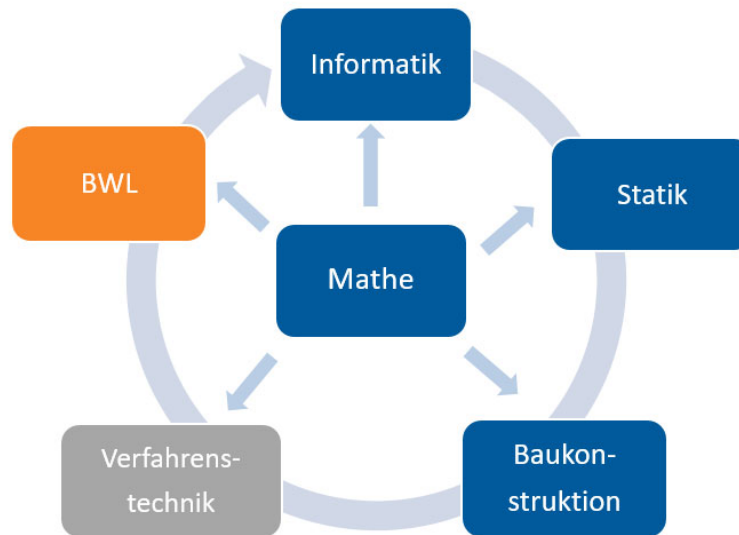 Informatik
BWL
Statik
Mathe
Verfahrens-
technik
Baukon-
struktion